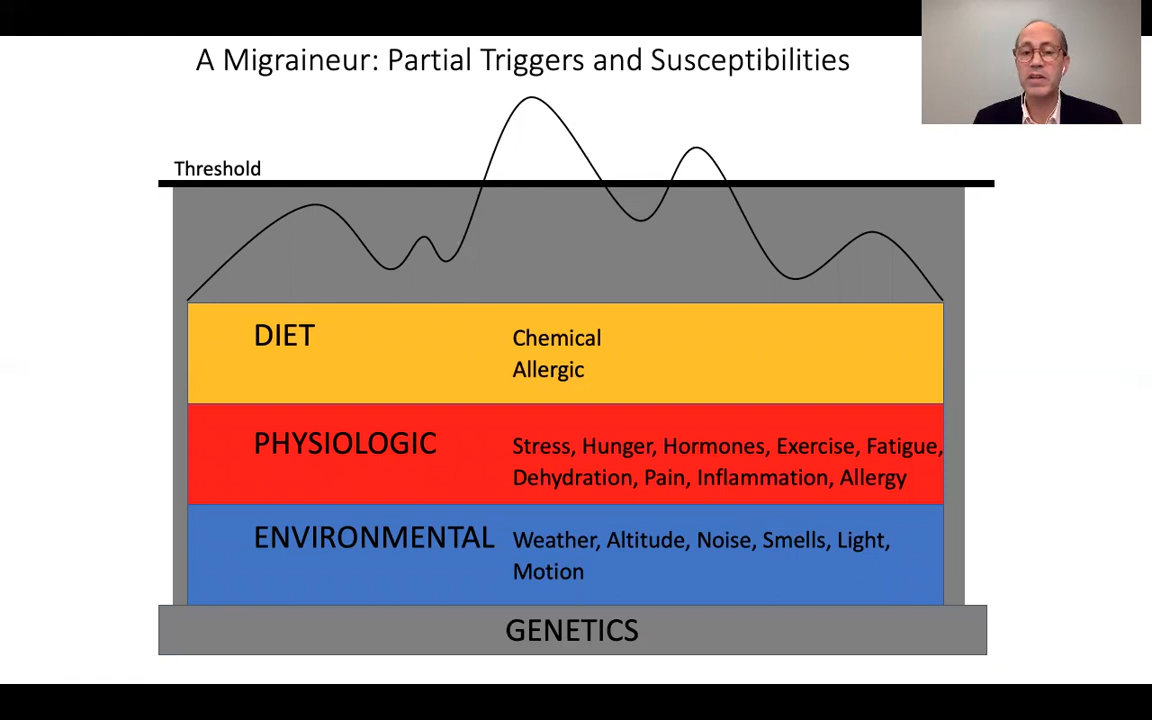 A Migraineur: Partial Triggers and Susceptibilities
Threshold
DIET
Chemical
Allergic
PHYSIOLOGIC
Stress, Hunger, Hormones, Exercise, Fatigue,
Dehydration, Pain, Inflammation, Allergy
ENVIRONMENTAL
Weather, Altitude, Noise, Smells, Light,
Motion
GENETICS